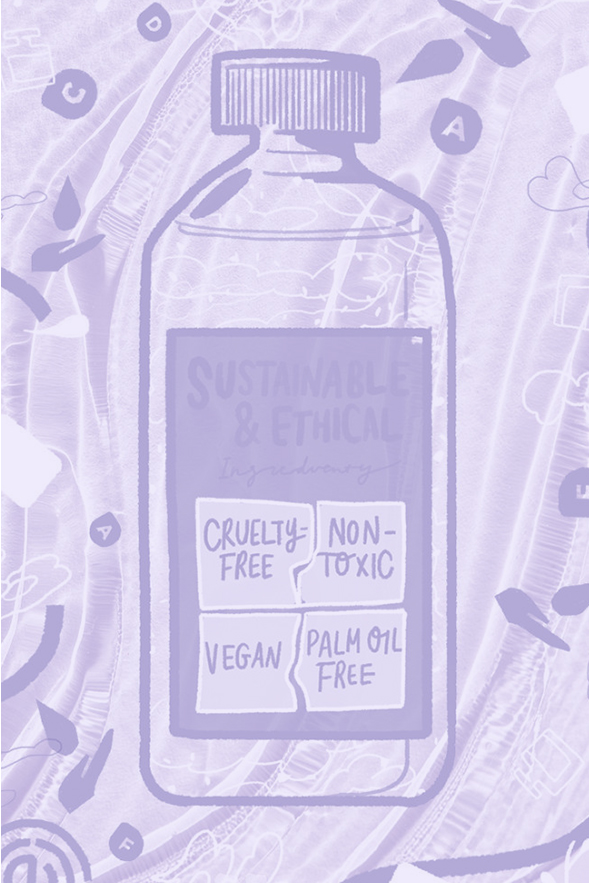 D
C
A
SUSTAINABLE
& ETHICAL
CRUELTY-
FREE
NON-
TOXIC
A
VEGAN
PALM OIL
FREE
F